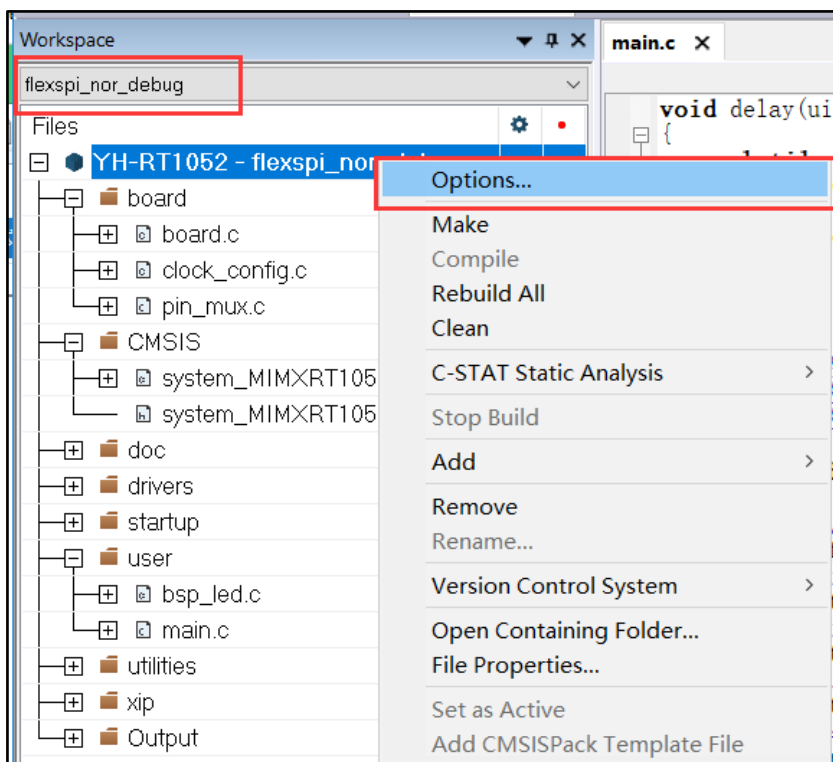 Workspace
main.c
flexspi_nor_debug
void delay(ui
Files
{
YH-RT1052 - flexspi_nor
Options...
board
Make
board.c
Compile
clock_config.c
Rebuild All
pin_mux.c
Clean
CMSIS
C-STAT Static Analysis
system_MIMXRT105
system_MIMXRT105
Stop Build
doc
Add
drivers
Remove
startup
Rename...
user
Version Control System
bsp_led.c
main.c
Open Containing Folder...
utilities
File Properties...
xip
Set as Active
Output
Add CMSISPack Template File